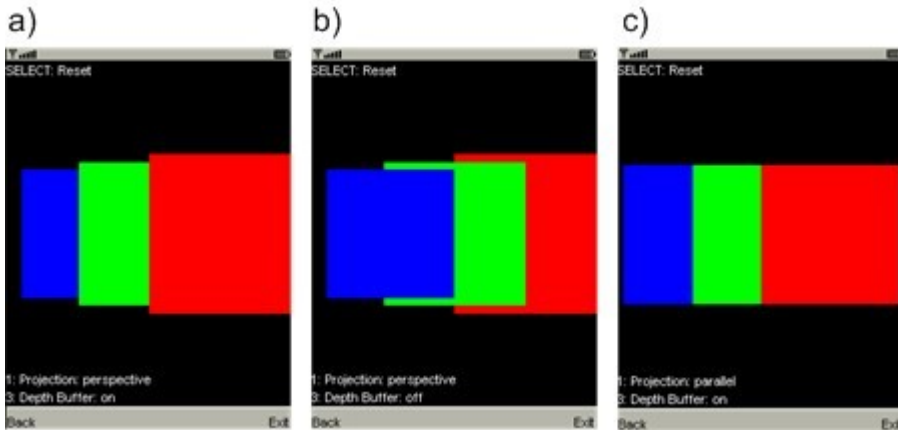 a)
SELECT: Reset
1: Projection: perspective
3: Depth Buffer: on
Back Exit
b)
SELECT: Reset
1: Projection: perspective
3: Depth Buffer: off
Back Exit
c)
SELECT: Reset
1: Projection: parallel
3: Depth Buffer: on
Back Exit